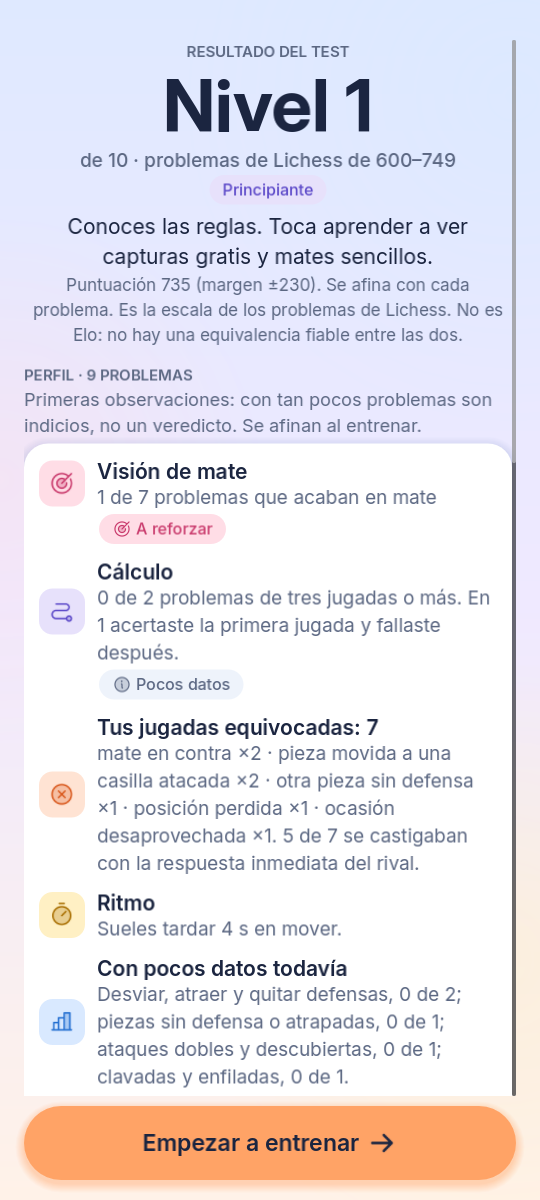 RESULTADO DEL TEST
Nivel 1
de 10 · problemas de Lichess de 600–749
Principiante
Conoces las reglas. Toca aprender a ver
capturas gratis y mates sencillos.
Puntuación 735 (margen ±230). Se afina con cada
problema. Es la escala de los problemas de Lichess. No es
Elo: no hay una equivalencia fiable entre las dos.
PERFIL · 9 PROBLEMAS
Primeras observaciones: con tan pocos problemas son
indicios, no un veredicto. Se afinan al entrenar.
Visión de mate
1 de 7 problemas que acaban en mate
A reforzar
Cálculo
0 de 2 problemas de tres jugadas o más. En
1 acertaste la primera jugada y fallaste
después.
Pocos datos
Tus jugadas equivocadas: 7
mate en contra ×2 · pieza movida a una
casilla atacada ×2 · otra pieza sin defensa
×1 · posición perdida ×1 · ocasión
desaprovechada ×1. 5 de 7 se castigaban
con la respuesta inmediata del rival.
Ritmo
Sueles tardar 4 s en mover.
Con pocos datos todavía
Desviar, atraer y quitar defensas, 0 de 2;
piezas sin defensa o atrapadas, 0 de 1;
ataques dobles y descubiertas, 0 de 1;
clavadas y enfiladas, 0 de 1.
Empezar a entrenar →